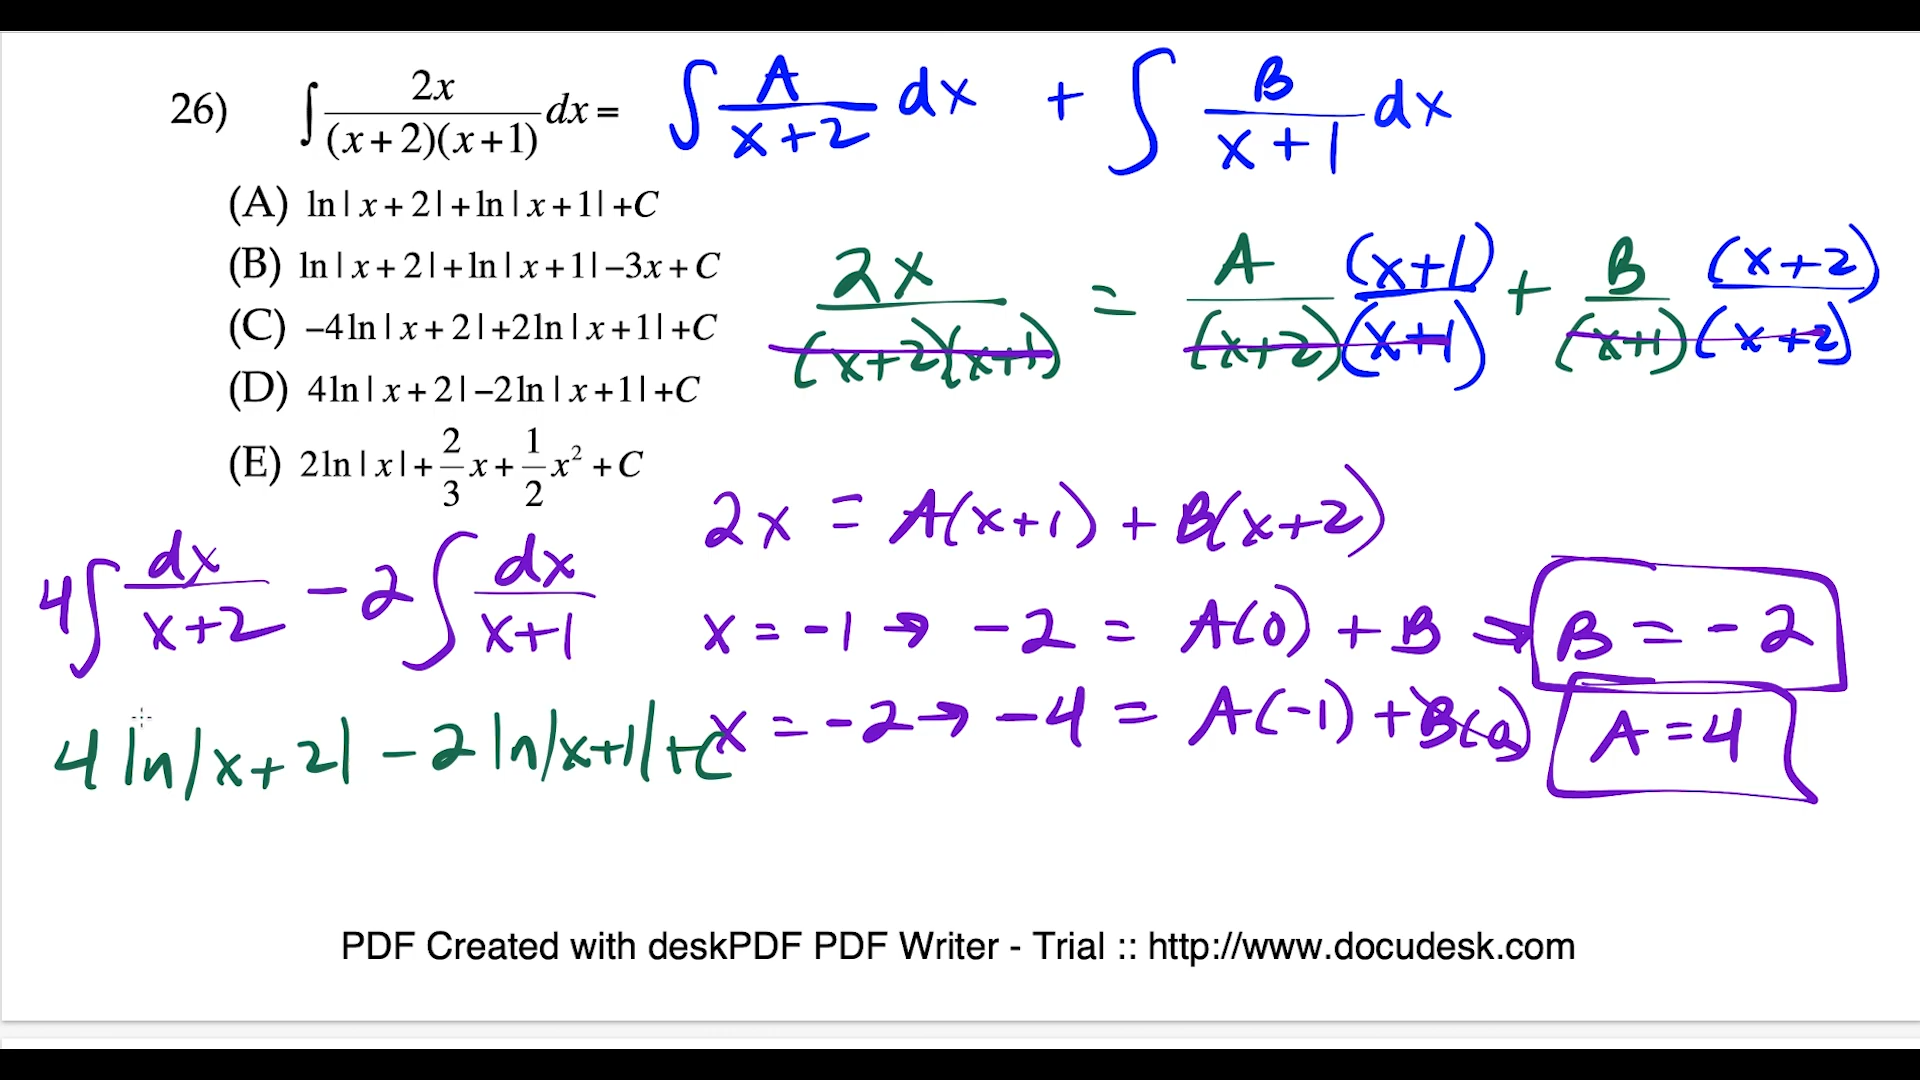 26) ∫ 2x/((x+2)(x+1)) dx = ∫ A/(x+2) dx + ∫ B/(x+1) dx
(A) ln|x+2|+ln|x+1|+C
(B) ln|x+2|+ln|x+1|−3x+C
(C) −4ln|x+2|+2ln|x+1|+C
(D) 4ln|x+2|−2ln|x+1|+C
(E) 2ln|x|+2/3 x+1/2 x²+C
2x/((x+2)(x+1)) = A/(x+2) (x+1)/(x+1) + B/(x+1) (x+2)/(x+2)
2x = A(x+1) + B(x+2)
x = -1 → -2 = A(0) + B → B = -2
x = -2 → -4 = A(-1) + B(0) A = 4
4∫ dx/(x+2) - 2∫ dx/(x+1)
4 ln|x+2| - 2 ln|x+1| + C
PDF Created with deskPDF PDF Writer - Trial :: http://www.docudesk.com